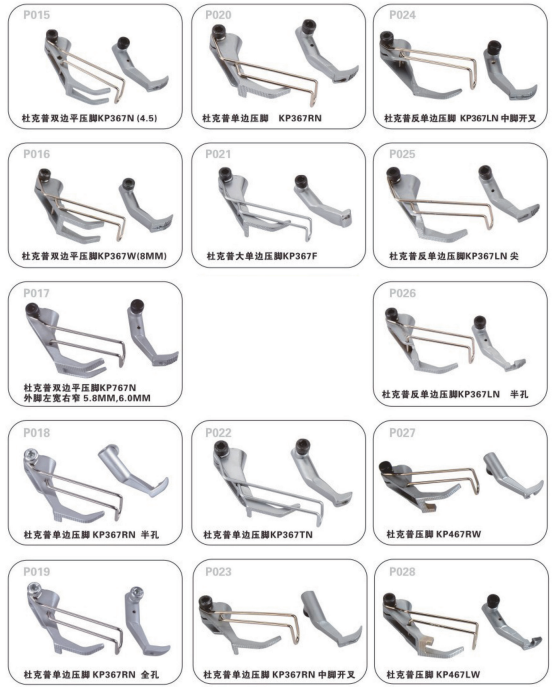 P015
杜克普双边平压脚KP367N (4.5)
P020
杜克普单边压脚 KP367RN
P024
杜克普反单边压脚 KP367LN 中脚开叉
P016
杜克普双边平压脚KP367W(8MM)
P021
杜克普大单边压脚KP367F
P025
杜克普反单边压脚KP367LN 尖
P017
杜克普双边平压脚KP767N
外脚左宽右窄 5.8MM,6.0MM
P026
杜克普反单边压脚KP367LN 半孔
P018
杜克普单边压脚 KP367RN 半孔
P022
杜克普单边压脚KP367TN
P027
杜克普压脚 KP467RW
P019
杜克普单边压脚 KP367RN 全孔
P023
杜克普单边压脚 KP367RN 中脚开叉
P028
杜克普压脚 KP467LW